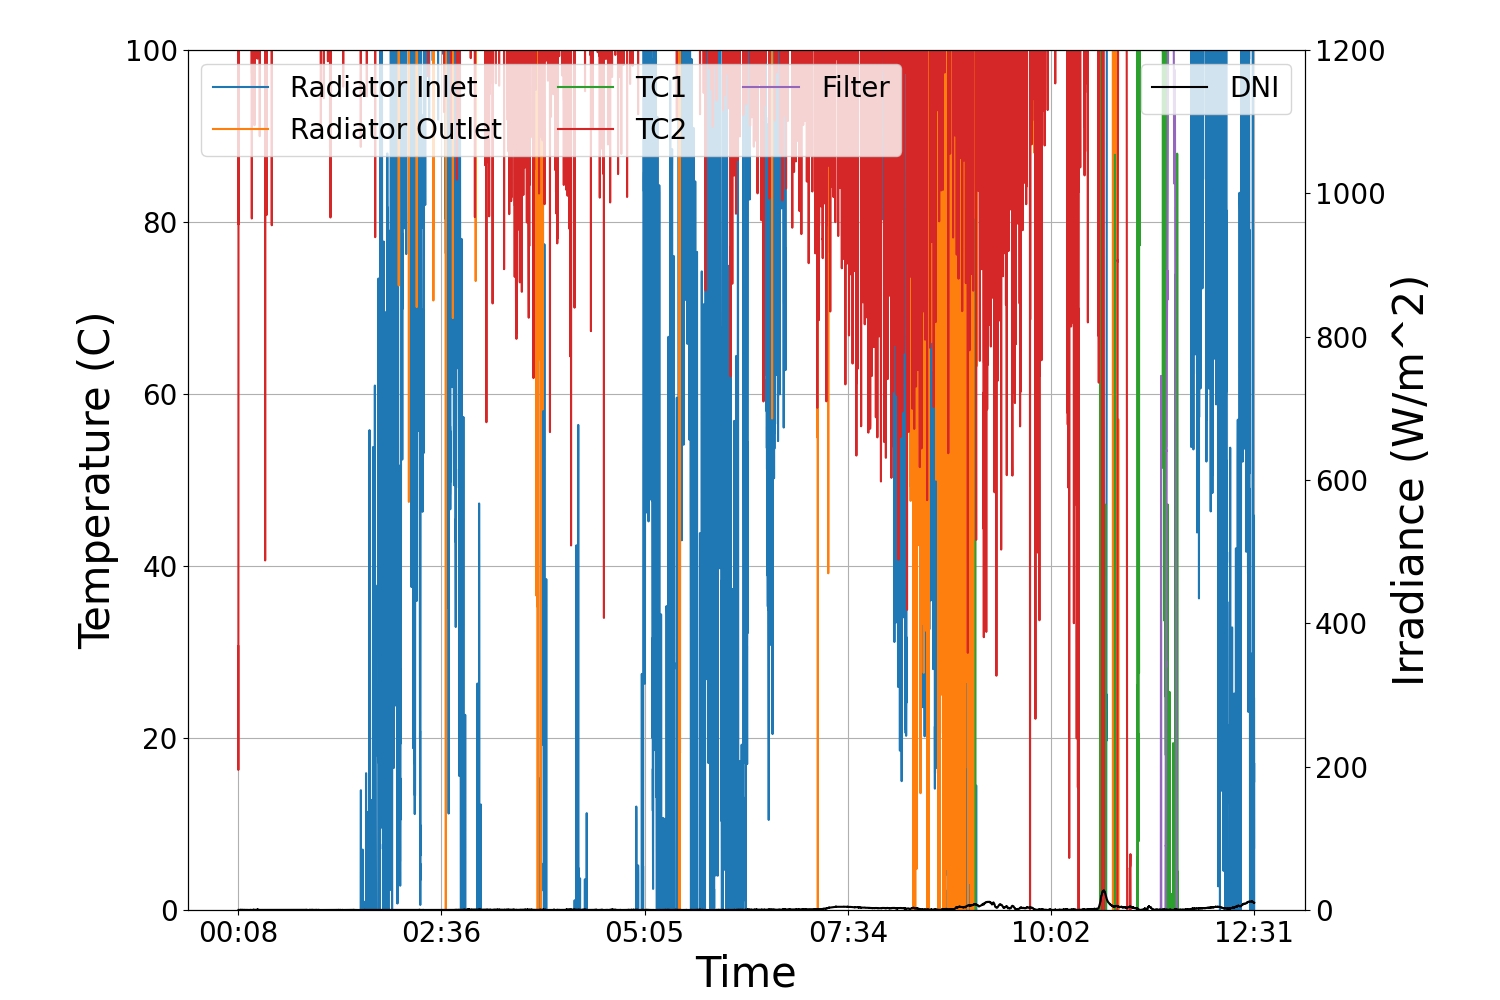 100
80
60
40
20
0
Temperature (C)
Radiator Inlet
Radiator Outlet
TC1
TC2
Filter
DNI
1200
1000
800
600
400
200
0
Irradiance (W/m^2)
00:08
02:36
05:05
07:34
10:02
12:31
Time